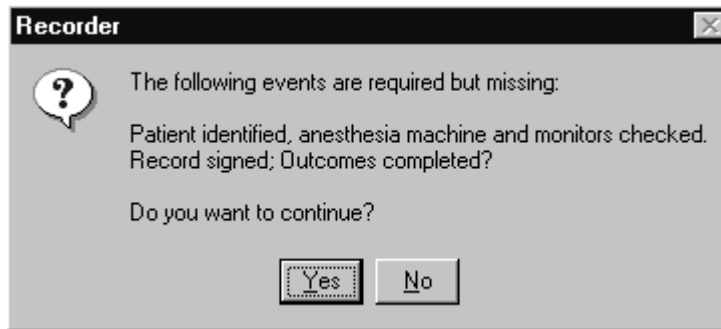 Recorder
?
The following events are required but missing:
Patient identified, anesthesia machine and monitors checked.
Record signed; Outcomes completed?
Do you want to continue?
Yes No